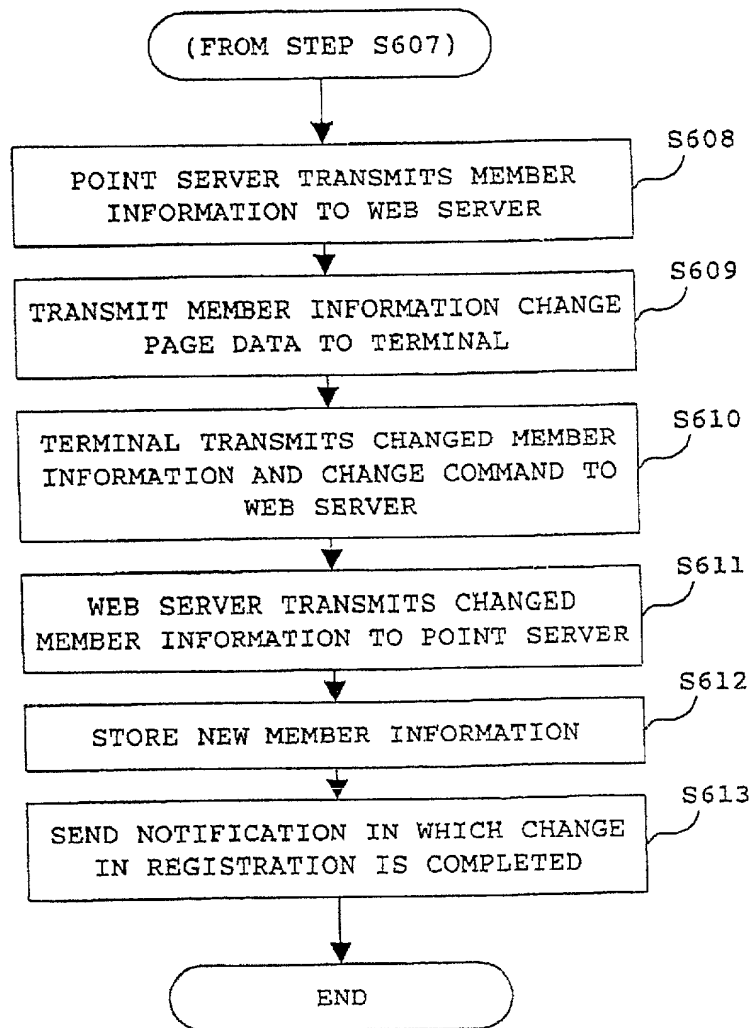 (FROM STEP S607)
S608
POINT SERVER TRANSMITS MEMBER
INFORMATION TO WEB SERVER
S609
TRANSMIT MEMBER INFORMATION CHANGE
PAGE DATA TO TERMINAL
S610
TERMINAL TRANSMITS CHANGED MEMBER
INFORMATION AND CHANGE COMMAND TO
WEB SERVER
S611
WEB SERVER TRANSMITS CHANGED
MEMBER INFORMATION TO POINT SERVER
S612
STORE NEW MEMBER INFORMATION
S613
SEND NOTIFICATION IN WHICH CHANGE
IN REGISTRATION IS COMPLETED
END